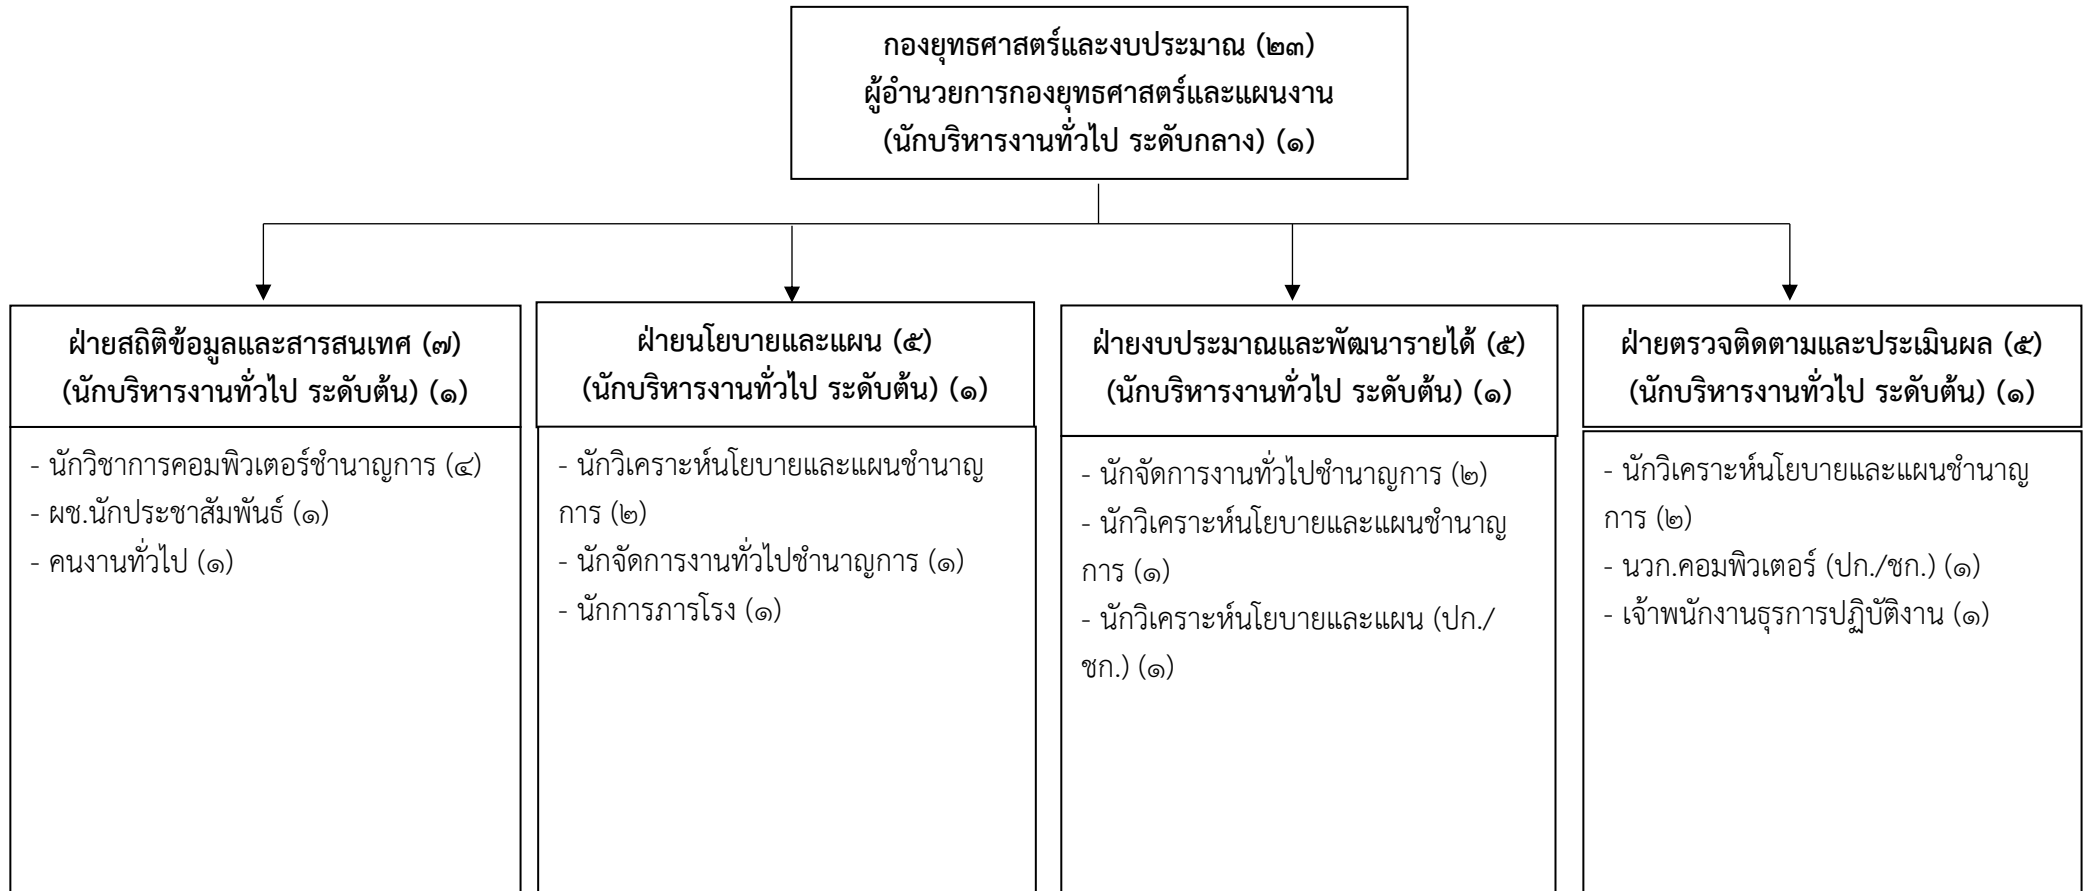 กองยุทธศาสตร์และงบประมาณ (๒๓)
ผู้อำนวยการกองยุทธศาสตร์และแผนงาน
(นักบริหารงานทั่วไป ระดับกลาง) (๑)
ฝ่ายสถิติข้อมูลและสารสนเทศ (๗)
(นักบริหารงานทั่วไป ระดับต้น) (๑)
- นักวิชาการคอมพิวเตอร์ชำนาญการ (๔)
- ผช.นักประชาสัมพันธ์ (๑)
- คนงานทั่วไป (๑)
ฝ่ายนโยบายและแผน (๕)
(นักบริหารงานทั่วไป ระดับต้น) (๑)
- นักวิเคราะห์นโยบายและแผนชำนาญ
การ (๒)
- นักจัดการงานทั่วไปชำนาญการ (๑)
- นักการภารโรง (๑)
ฝ่ายงบประมาณและพัฒนารายได้ (๕)
(นักบริหารงานทั่วไป ระดับต้น) (๑)
- นักจัดการงานทั่วไปชำนาญการ (๒)
- นักวิเคราะห์นโยบายและแผนชำนาญ
การ (๑)
- นักวิเคราะห์นโยบายและแผน (ปก./
ชก.) (๑)
ฝ่ายตรวจติดตามและประเมินผล (๕)
(นักบริหารงานทั่วไป ระดับต้น) (๑)
- นักวิเคราะห์นโยบายและแผนชำนาญ
การ (๒)
- นวก.คอมพิวเตอร์ (ปก./ชก.) (๑)
- เจ้าพนักงานธุรการปฏิบัติงาน (๑)